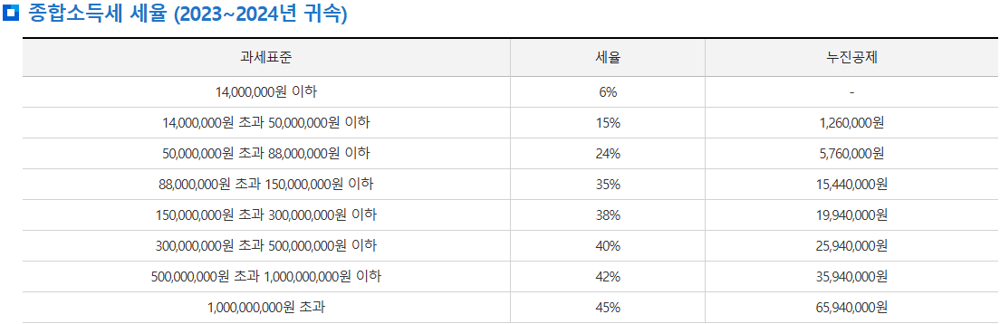 종합소득세 세율 (2023~2024년 귀속)
과세표준 세율 누진공제
14,000,000원 이하 6% -
14,000,000원 초과 50,000,000원 이하 15% 1,260,000원
50,000,000원 초과 88,000,000원 이하 24% 5,760,000원
88,000,000원 초과 150,000,000원 이하 35% 15,440,000원
150,000,000원 초과 300,000,000원 이하 38% 19,940,000원
300,000,000원 초과 500,000,000원 이하 40% 25,940,000원
500,000,000원 초과 1,000,000,000원 이하 42% 35,940,000원
1,000,000,000원 초과 45% 65,940,000원